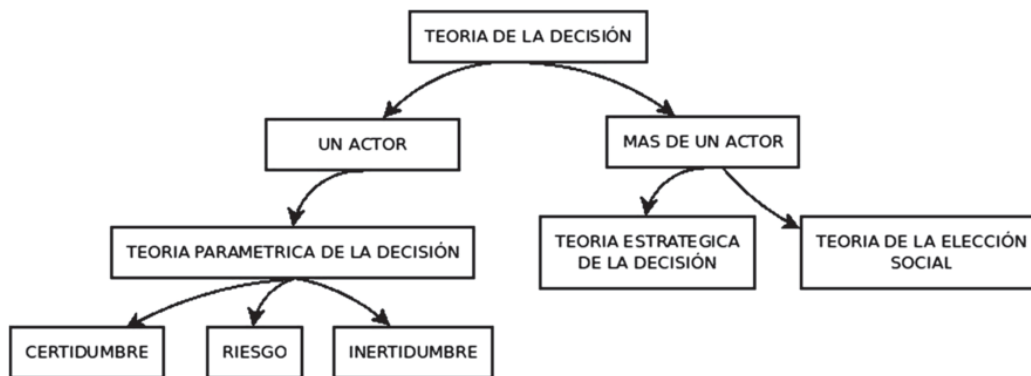 TEORIA DE LA DECISIÓN
UN ACTOR
MAS DE UN ACTOR
TEORIA PARAMETRICA DE LA DECISIÓN
TEORIA ESTRATEGICA
DE LA DECISIÓN
TEORIA DE LA ELECCIÓN
SOCIAL
CERTIDUMBRE
RIESGO
INERTIDUMBRE